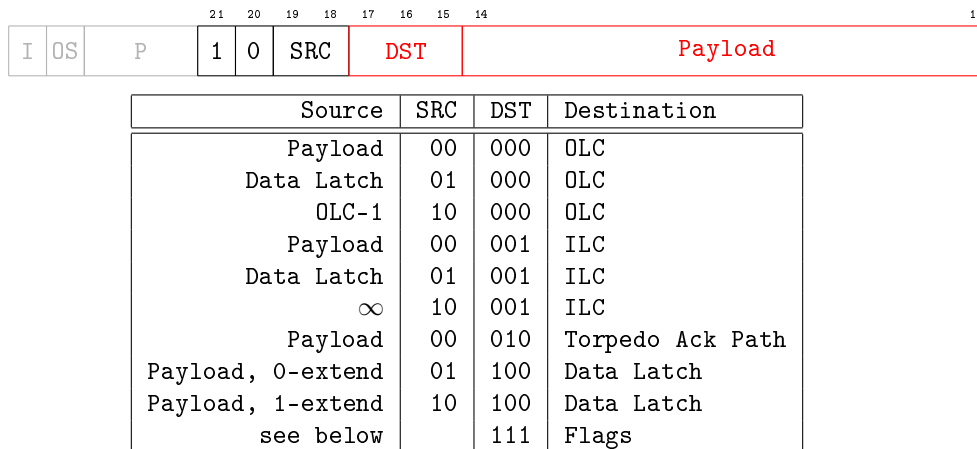 21 20 19 18 17 16 15 14 1
I OS P 1 0 SRC DST Payload
Source SRC DST Destination
Payload 00 000 OLC
Data Latch 01 000 OLC
OLC-1 10 000 OLC
Payload 00 001 ILC
Data Latch 01 001 ILC
∞ 10 001 ILC
Payload 00 010 Torpedo Ack Path
Payload, 0-extend 01 100 Data Latch
Payload, 1-extend 10 100 Data Latch
see below 111 Flags